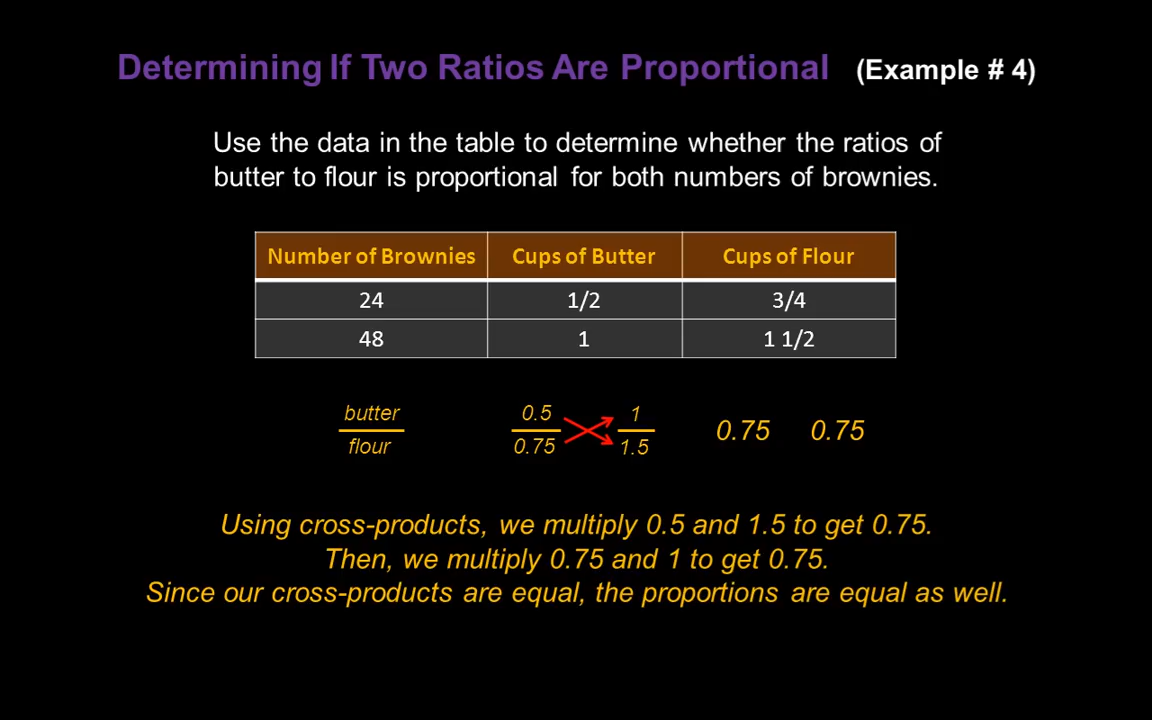 Determining If Two Ratios Are Proportional (Example # 4)
Use the data in the table to determine whether the ratios of
butter to flour is proportional for both numbers of brownies.
Number of Brownies Cups of Butter Cups of Flour
24 1/2 3/4
48 1 1 1/2
butter 0.5 1
flour 0.75 1.5
0.75 0.75
Using cross-products, we multiply 0.5 and 1.5 to get 0.75.
Then, we multiply 0.75 and 1 to get 0.75.
Since our cross-products are equal, the proportions are equal as well.